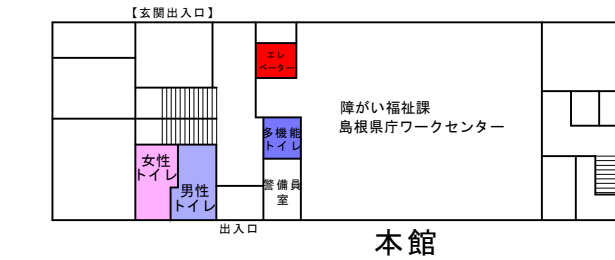 【玄関出入口】
エレ
ベーター
障がい福祉課
島根県庁ワークセンター
多機能
トイレ
女性
トイレ
男性
トイレ
警備員
室
出入口
本館